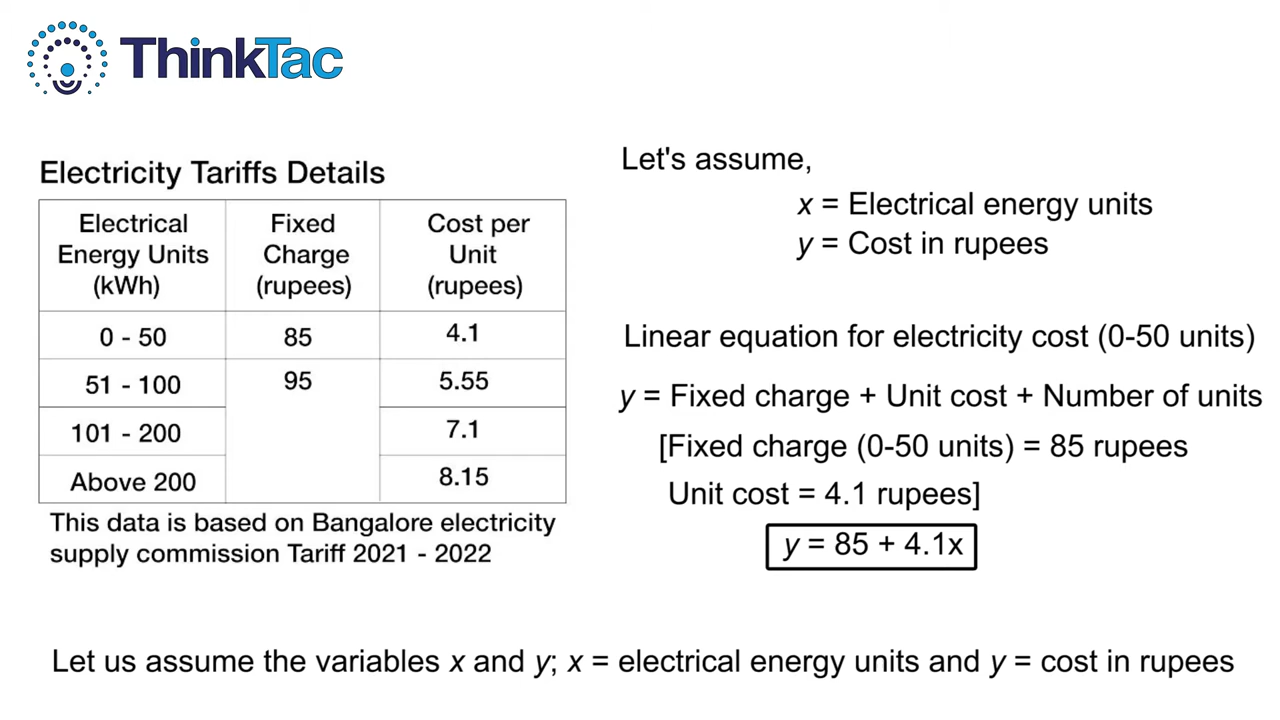 ThinkTac
Electricity Tariffs Details
Electrical Energy Units (kWh) Fixed Charge (rupees) Cost per Unit (rupees)
0 - 50 85 4.1
51 - 100 95 5.55
101 - 200 7.1
Above 200 8.15
This data is based on Bangalore electricity
supply commission Tariff 2021 - 2022
Let's assume,
x = Electrical energy units
y = Cost in rupees
Linear equation for electricity cost (0-50 units)
y = Fixed charge + Unit cost + Number of units
[Fixed charge (0-50 units) = 85 rupees
Unit cost = 4.1 rupees]
y = 85 + 4.1x
Let us assume the variables x and y; x = electrical energy units and y = cost in rupees